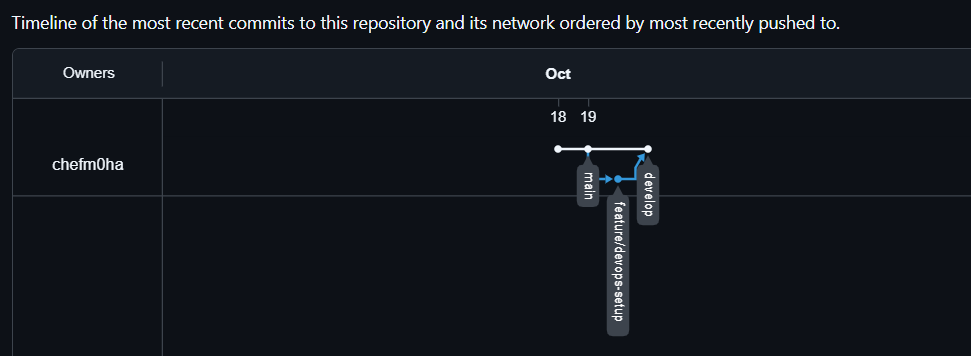 Timeline of the most recent commits to this repository and its network ordered by most recently pushed to.
Owners
Oct
18 19
chefm0ha
main
develop
feature/devops-setup